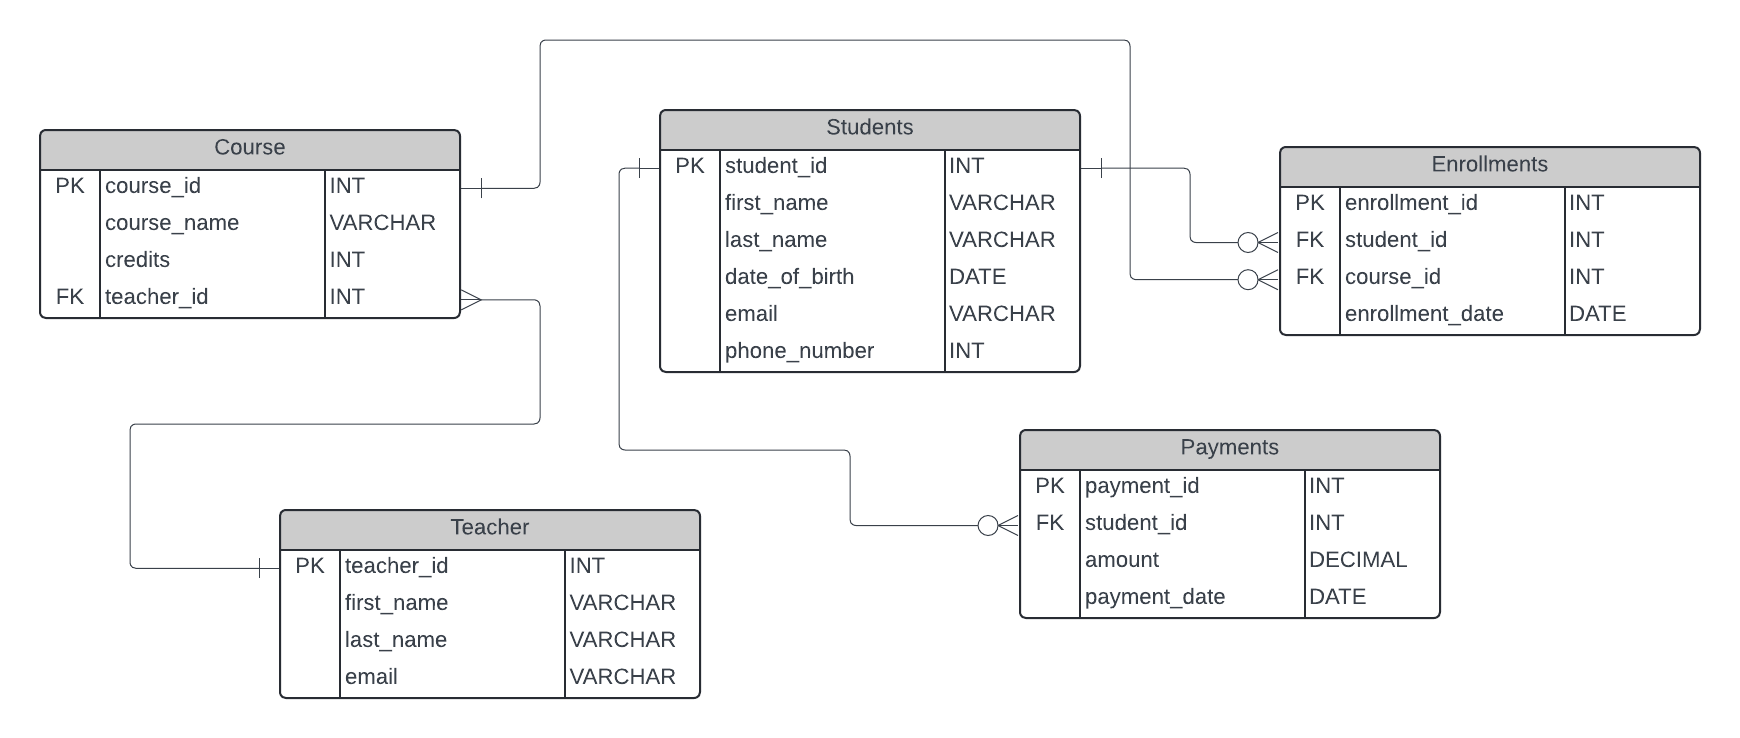 Course
PK course_id INT
course_name VARCHAR
credits INT
FK teacher_id INT
Students
PK student_id INT
first_name VARCHAR
last_name VARCHAR
date_of_birth DATE
email VARCHAR
phone_number INT
Enrollments
PK enrollment_id INT
FK student_id INT
FK course_id INT
enrollment_date DATE
Teacher
PK teacher_id INT
first_name VARCHAR
last_name VARCHAR
email VARCHAR
Payments
PK payment_id INT
FK student_id INT
amount DECIMAL
payment_date DATE